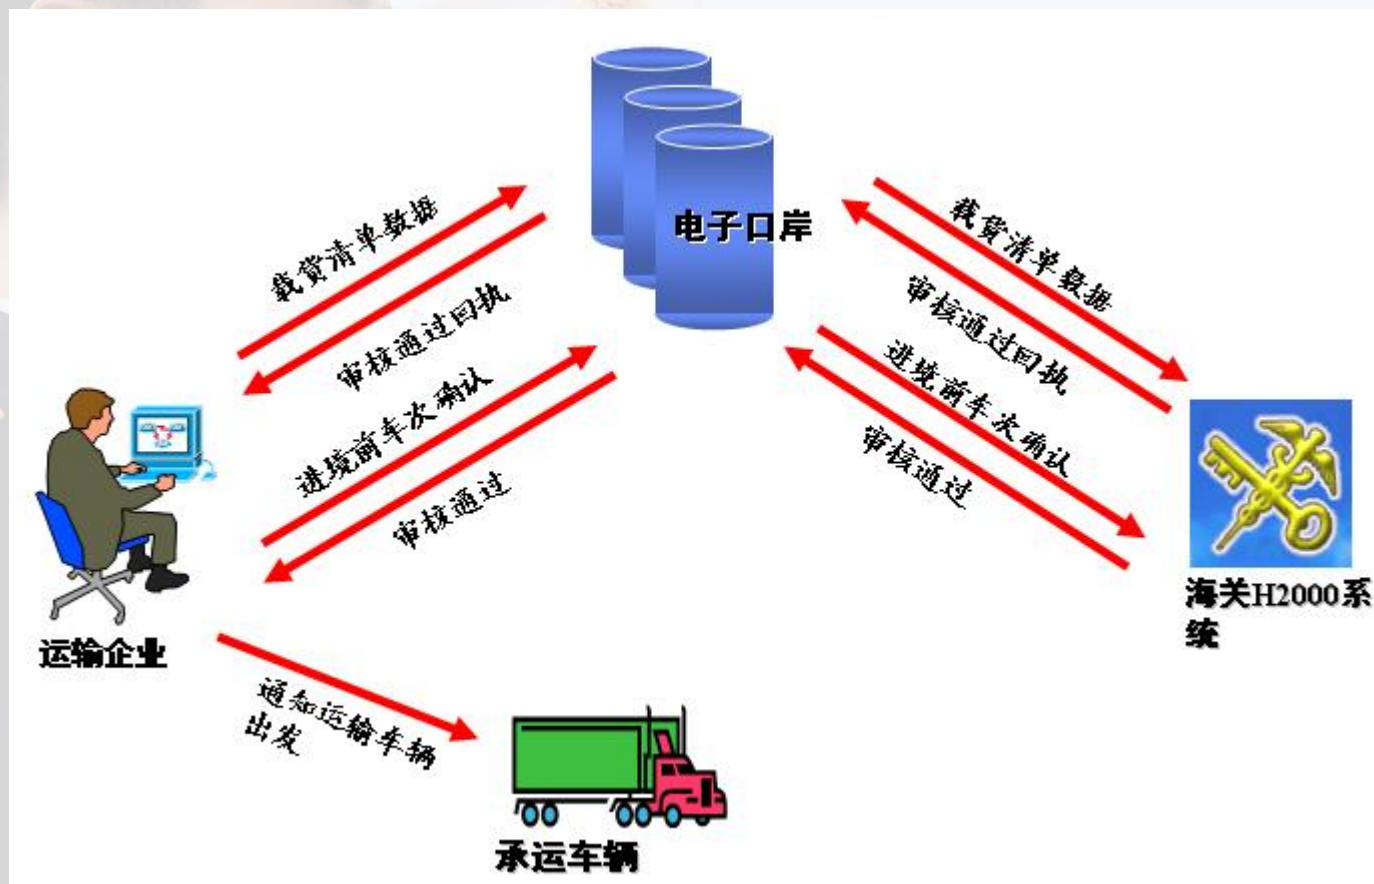 电子口岸
载货清单数据
审核通过回执
进境前车次确认
审核通过
载货清单数据
审核通过回执
进境前车次确认
审核通过
海关H2000系
统
运输企业
通知运输车辆
出发
承运车辆